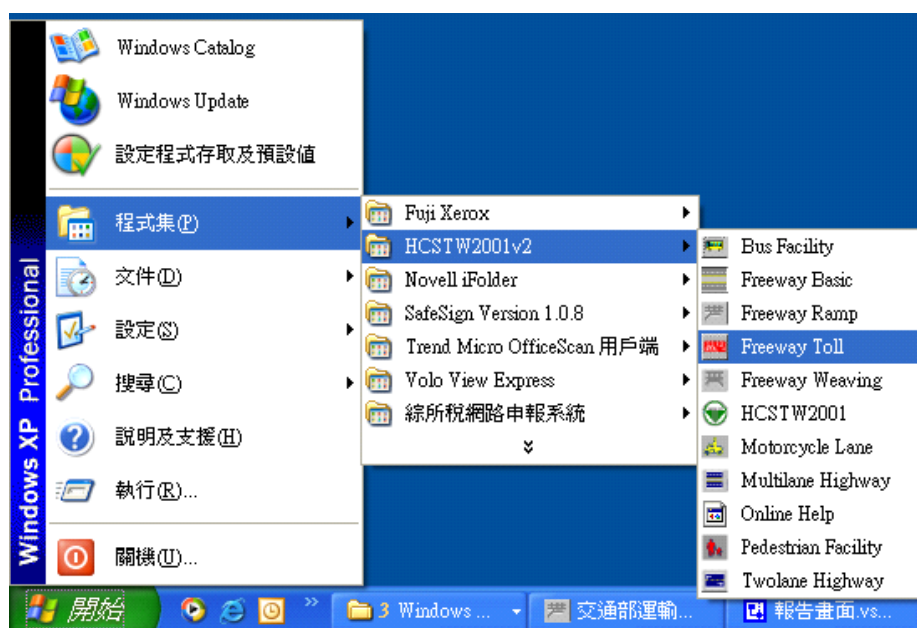 Windows Catalog
Windows Update
設定程式存取及預設值
程式集(P)
文件(D)
設定(S)
搜尋(C)
說明及支援(H)
執行(R)...
關機(U)...
Windows XP Professional
Fuji Xerox
HCSTW2001v2
Novell iFolder
SafeSign Version 1.0.8
Trend Micro OfficeScan 用戶端
Volo View Express
綜所稅網路申報系統
Bus Facility
Freeway Basic
Freeway Ramp
Freeway Toll
Freeway Weaving
HCSTW2001
Motorcycle Lane
Multilane Highway
Online Help
Pedestrian Facility
Twolane Highway
開始
3 Windows ...
交通部運輸...
報告畫面.vs...